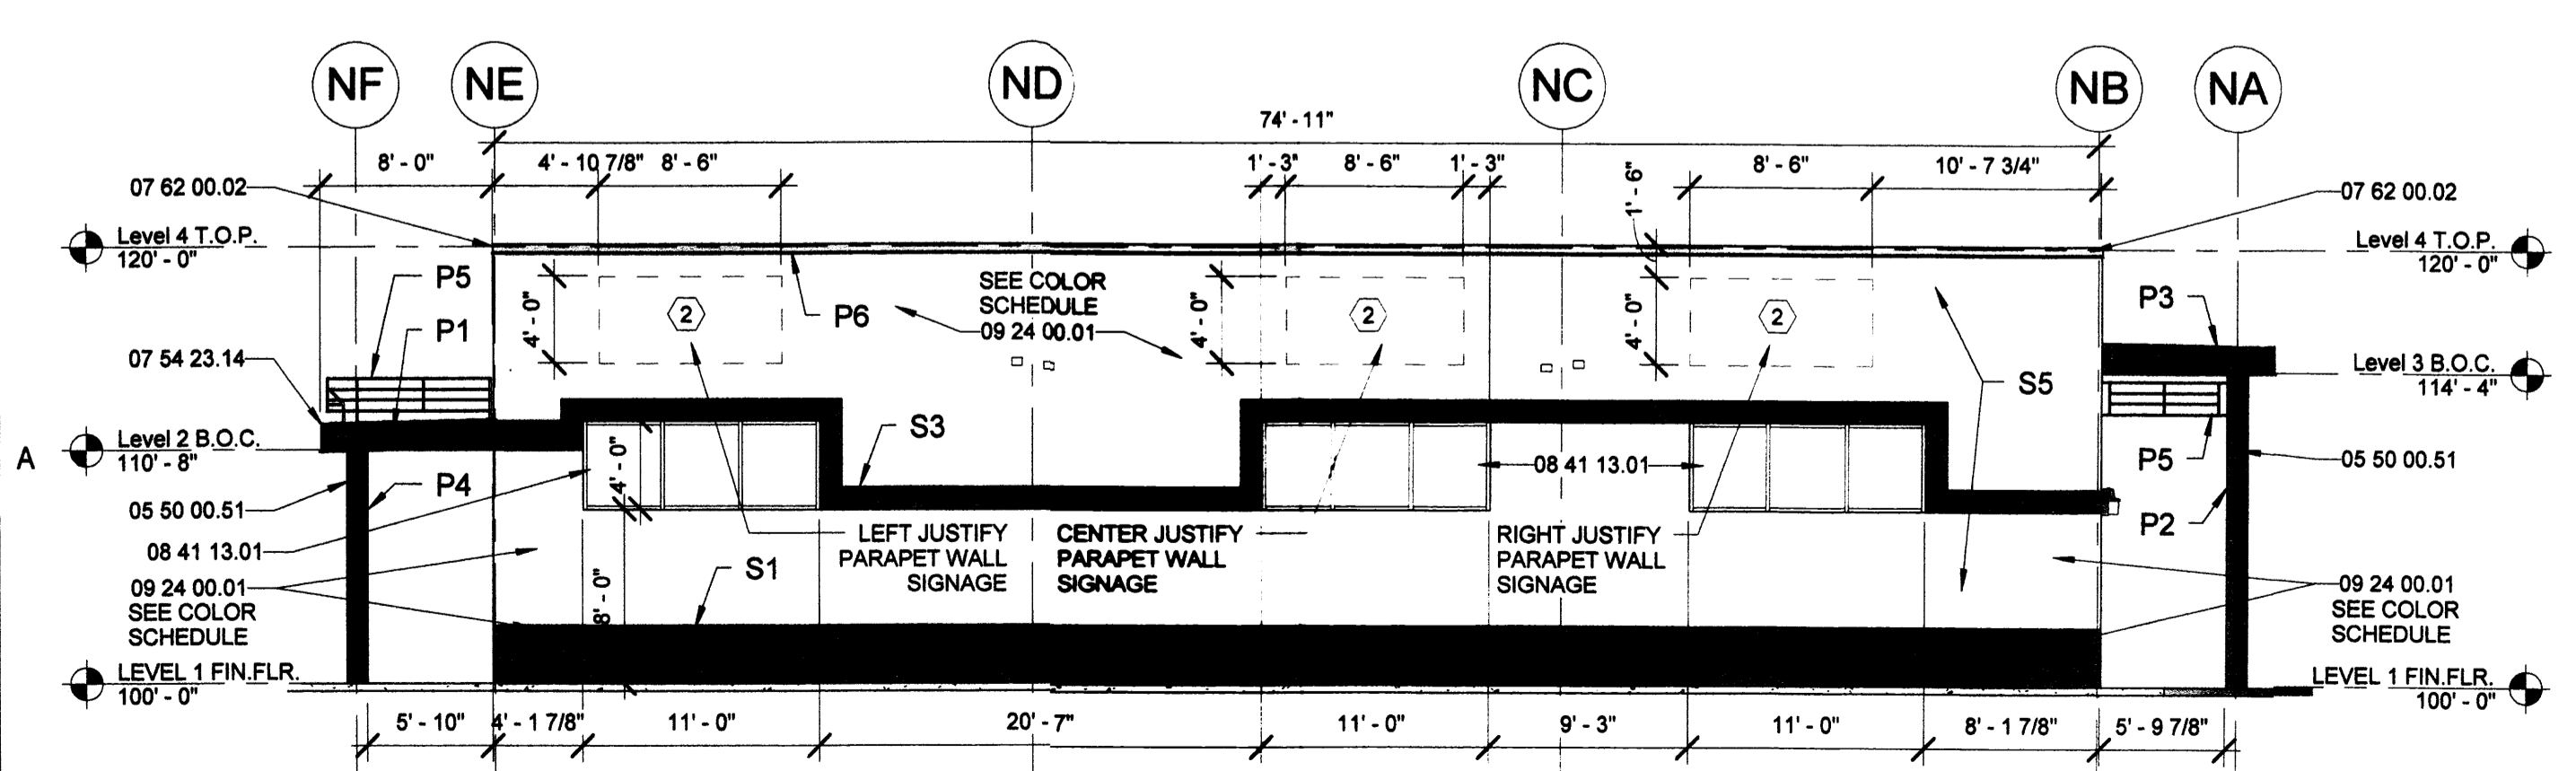 NF NE ND NC NB NA
74' - 11"
8' - 0" 4' - 10 7/8" 8' - 6" 1' - 3" 8' - 6" 1' - 3" 8' - 6" 10' - 7 3/4"
1' - 6"
07 62 00.02
07 62 00.02
Level 4 T.O.P.
120' - 0"
Level 4 T.O.P.
120' - 0"
P5
P1
07 54 23.14
4' - 0"
2
P6
SEE COLOR
SCHEDULE
09 24 00.01
4' - 0"
2
4' - 0"
2
S5
P3
Level 3 B.O.C.
114' - 4"
A
Level 2 B.O.C.
110' - 8"
P4
05 50 00.51
08 41 13.01
09 24 00.01
SEE COLOR
SCHEDULE
4' - 0"
8' - 0"
S3
S1
LEFT JUSTIFY
PARAPET WALL
SIGNAGE
CENTER JUSTIFY
PARAPET WALL
SIGNAGE
08 41 13.01
RIGHT JUSTIFY
PARAPET WALL
SIGNAGE
P5
P2
05 50 00.51
09 24 00.01
SEE COLOR
SCHEDULE
LEVEL 1 FIN.FLR.
100' - 0"
LEVEL 1 FIN.FLR.
100' - 0"
5' - 10" 4' - 1 7/8" 11' - 0" 20' - 7" 11' - 0" 9' - 3" 11' - 0" 8' - 1 7/8" 5' - 9 7/8"